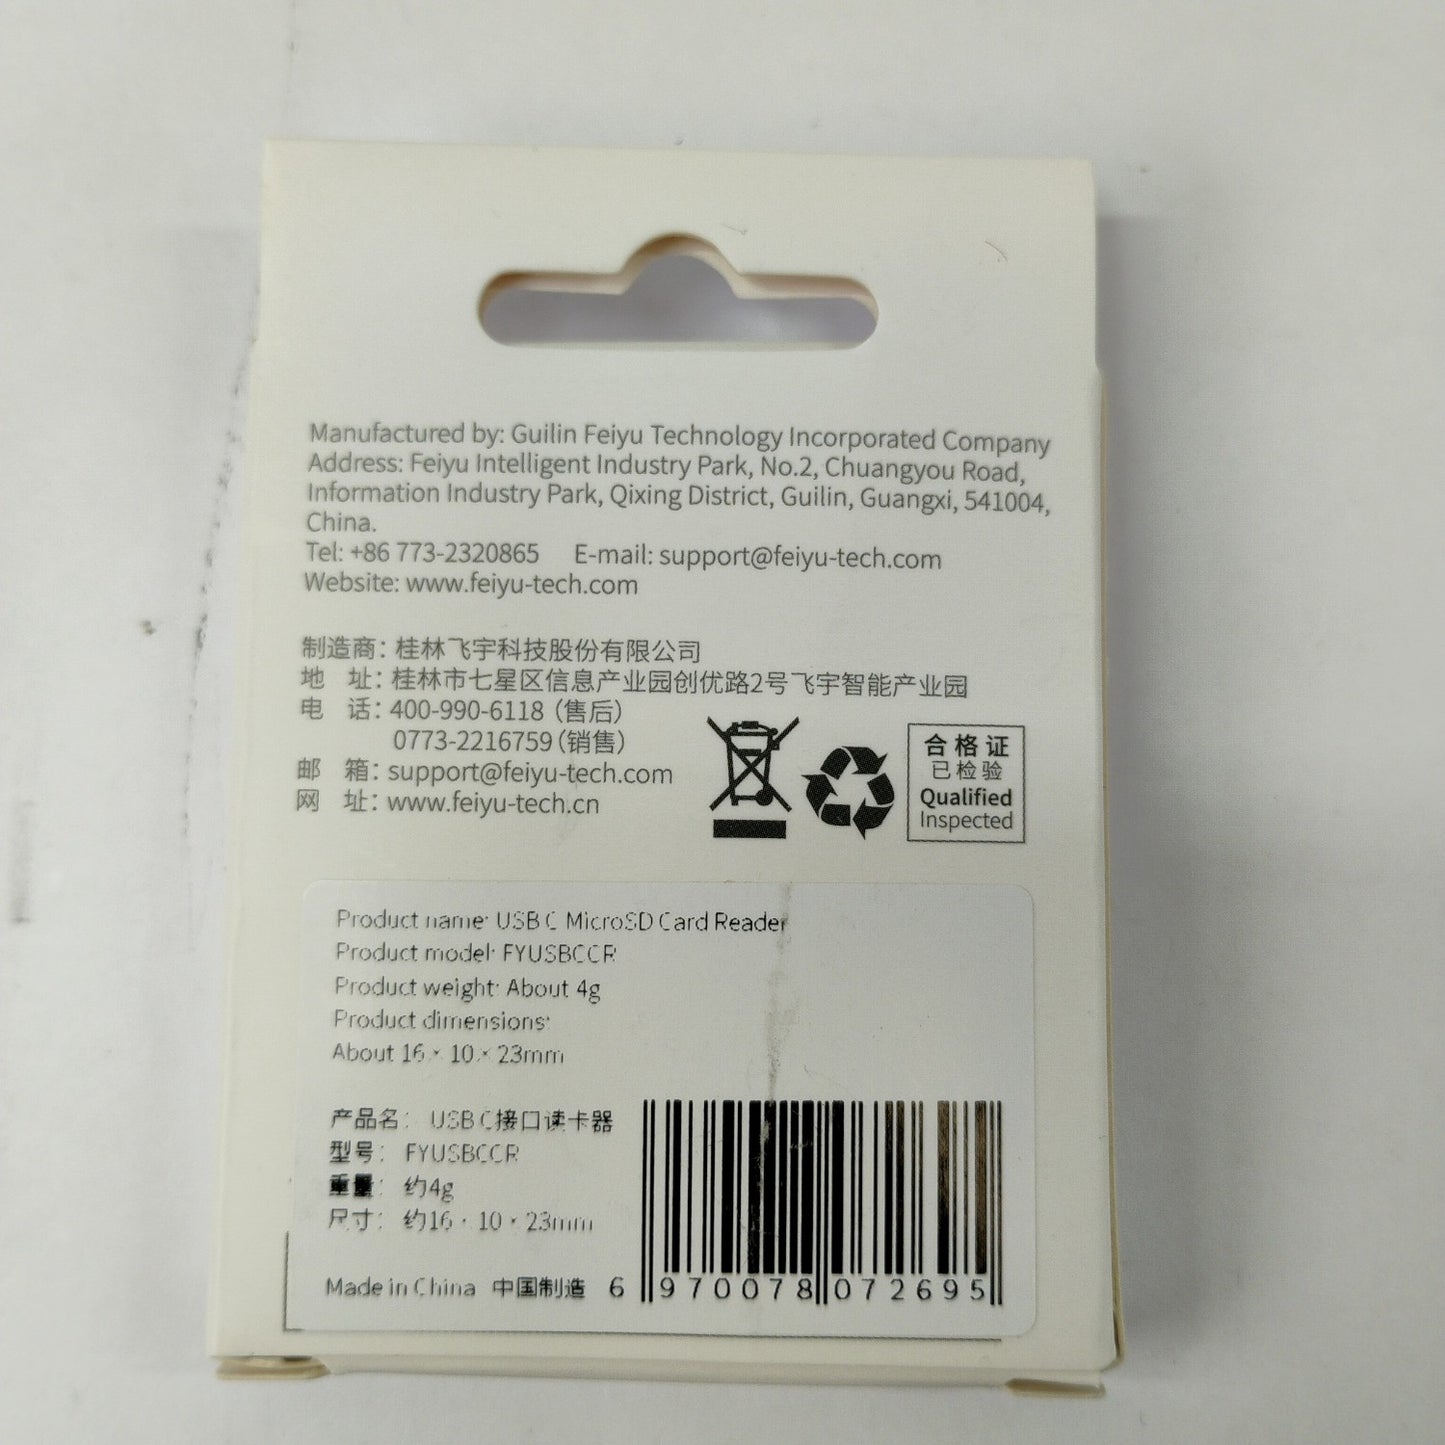 Manufactured by: Guilin Feiyu Technology Incorporated Company
Address: Feiyu Intelligent Industry Park, No.2, Chuangyou Road,
Information Industry Park, Qixing District, Guilin, Guangxi, 541004,
China.
Tel: +86 773-2320865 E-mail: support@feiyu-tech.com
Website: www.feiyu-tech.com
制造商：桂林飞宇科技股份有限公司
地 址：桂林市七星区信息产业园创优路2号飞宇智能产业园
电 话：400-990-6118（售后）
0773-2216759（销售）
邮 箱：support@feiyu-tech.com
网 址：www.feiyu-tech.cn
合格证
已检验
Qualified
Inspected
Product name: USB C MicroSD Card Reader
Product model: FYUSBCCR
Product weight: About 4g
Product dimensions:
About 16 × 10 × 23mm
产品名： USB C接口读卡器
型号： FYUSBCCR
重量： 约4g
尺寸： 约16 × 10 × 23mm
Made in China 中国制造 6 970078 072695